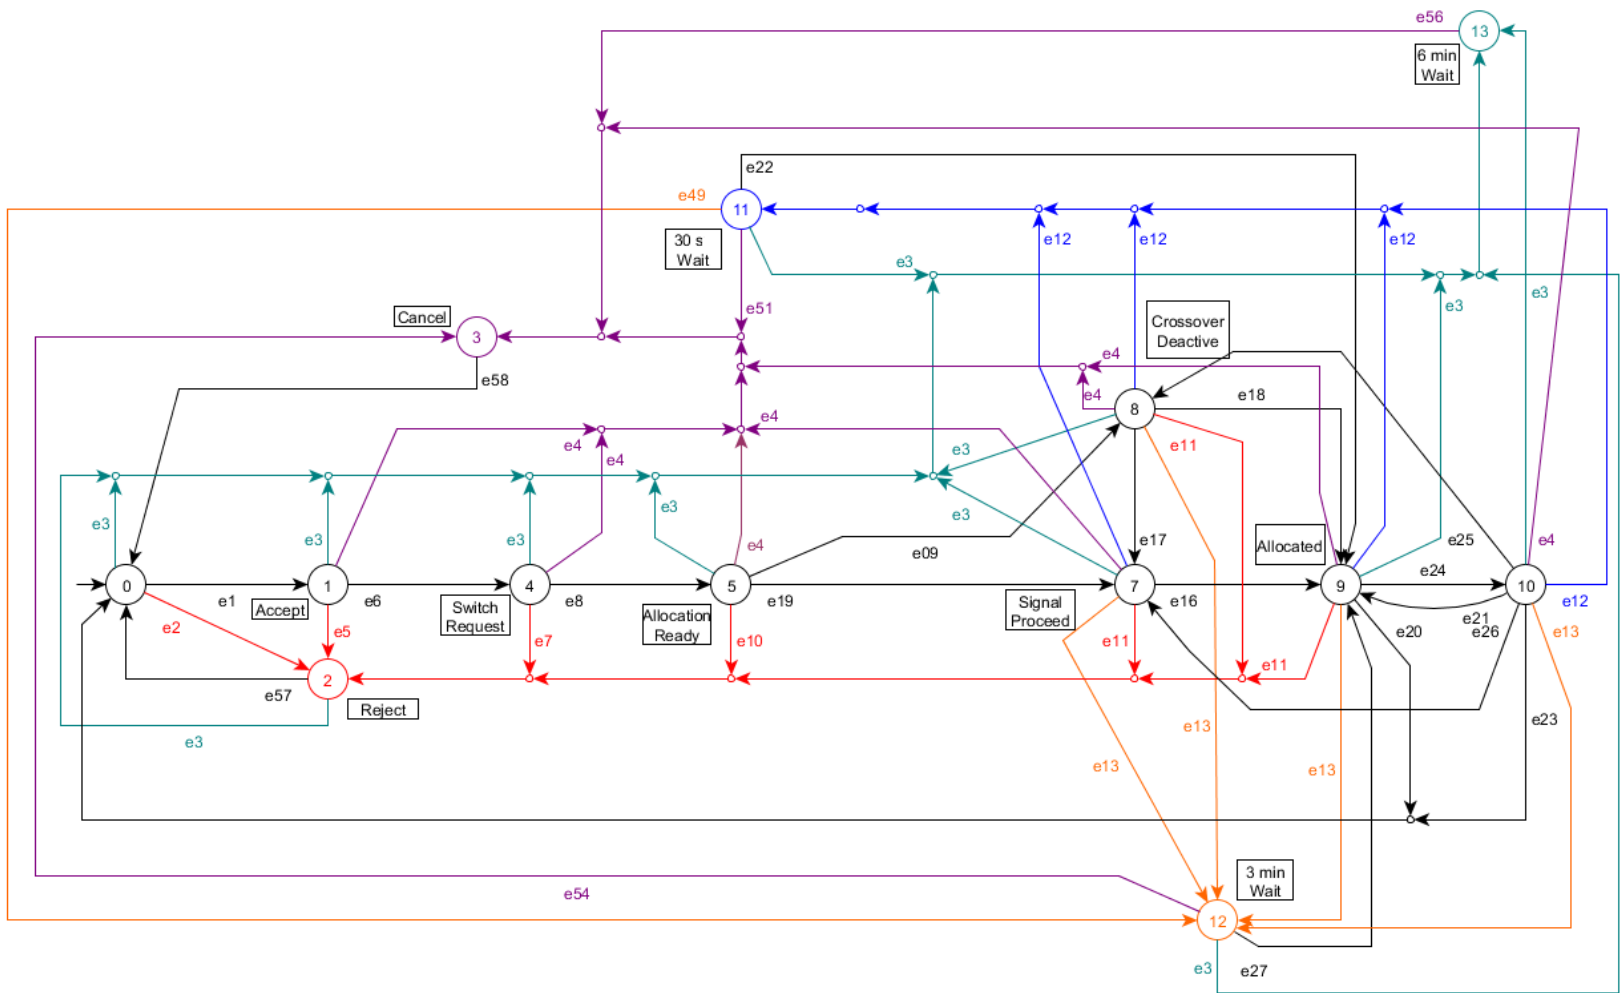 e56
13
6 min
Wait
e22
e49
11
e12
e12
e12
30 s
Wait
e3
e3
e3
e51
Cancel
3
Crossover
Deactive
e4
e58
e4
8
e18
e4
e4
e4
e11
e3
e3
e3
e3
e3
e3
e4
e09
e17
Allocated
e25
e4
0
e1
1
e6
4
e8
5
e19
7
e16
9
e24
10
e12
Accept
Switch
Request
Allocation
Ready
Signal
Proceed
e21
e26
e20
e13
e2
e5
e7
e10
e11
e11
2
e57
Reject
e3
e23
e13
e13
e13
3 min
Wait
e54
12
e3
e27